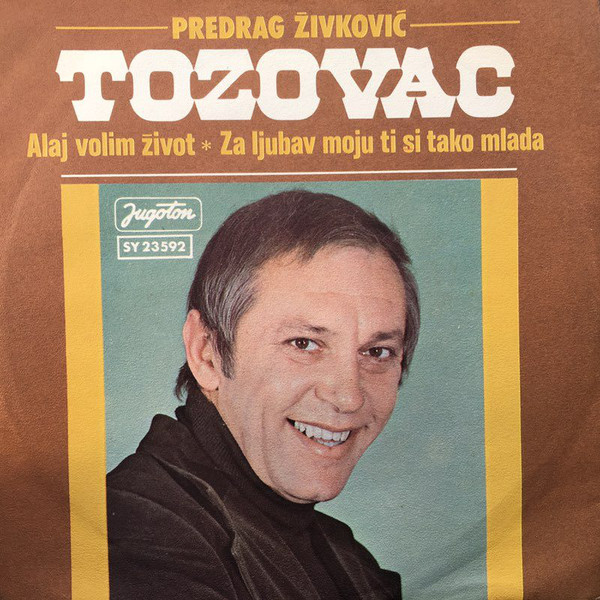 PREDRAG ŽIVKOVIĆ
TOZOVAC
Alaj volim život * Za ljubav moju ti si tako mlada
Jugoton
SY 23592